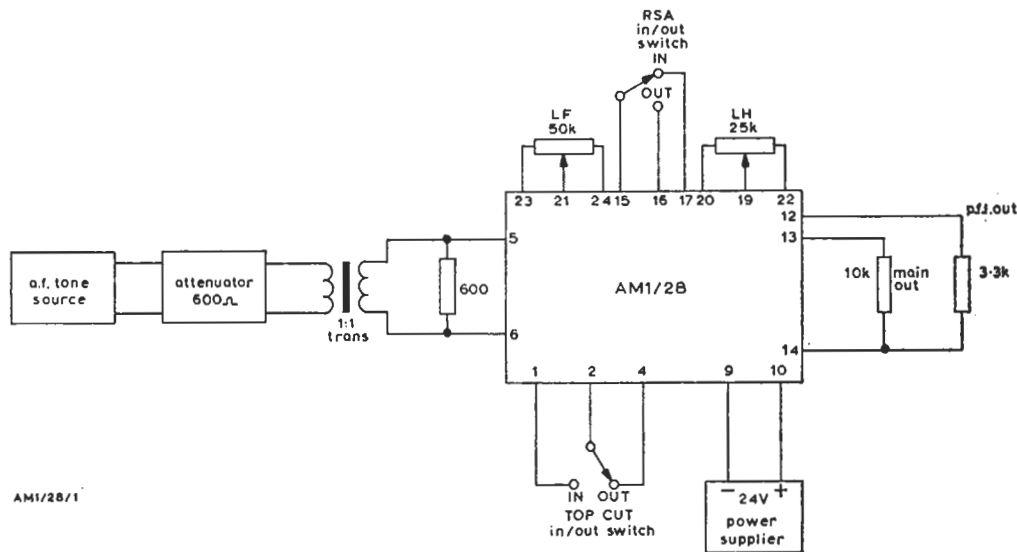 RSA
in/out
switch
IN
OUT
LF
50k
LH
25k
23 21 24 15 16 17 20 19 22
12
p.f.l. out
13
5
a.f. tone
source
attenuator
600Ω
1:1
trans
600
AM1/28
10k
main
out
3·3k
6
14
1 2 4 9 10
IN OUT
TOP CUT
in/out switch
− 24V +
power
supplier
AM1/28/1